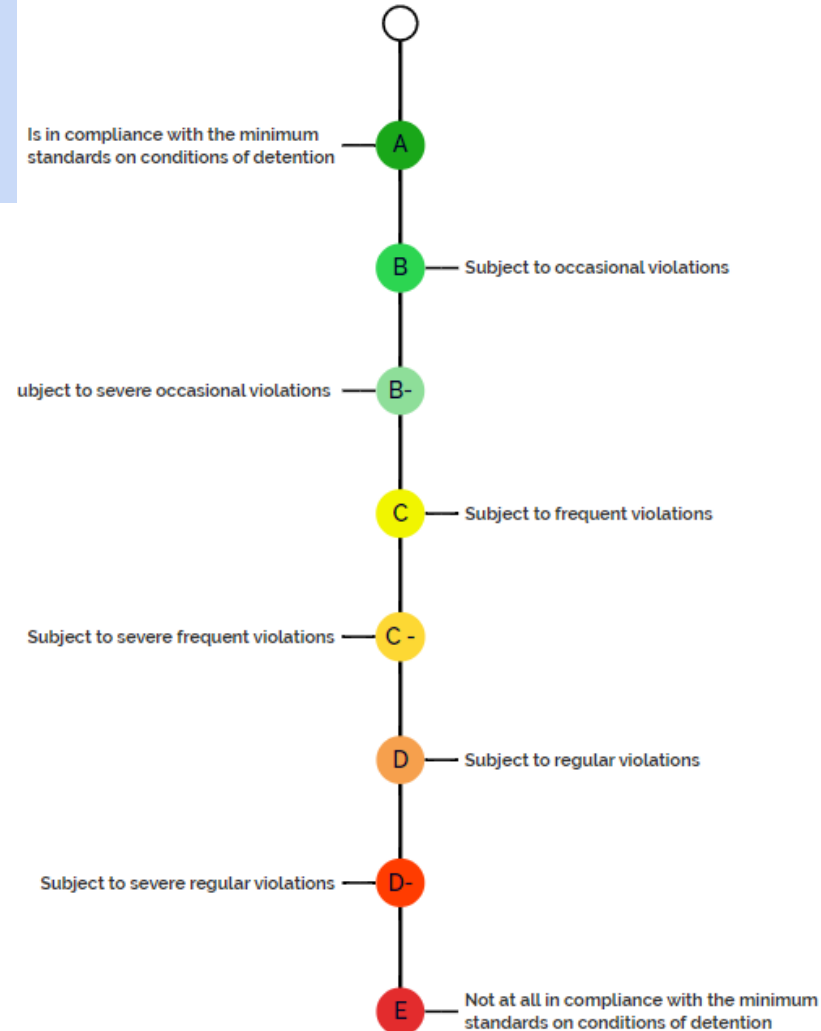 Is in compliance with the minimum
standards on conditions of detention
A
B
Subject to occasional violations
ubject to severe occasional violations
B-
C
Subject to frequent violations
Subject to severe frequent violations
C -
D
Subject to regular violations
Subject to severe regular violations
D-
E
Not at all in compliance with the minimum
standards on conditions of detention